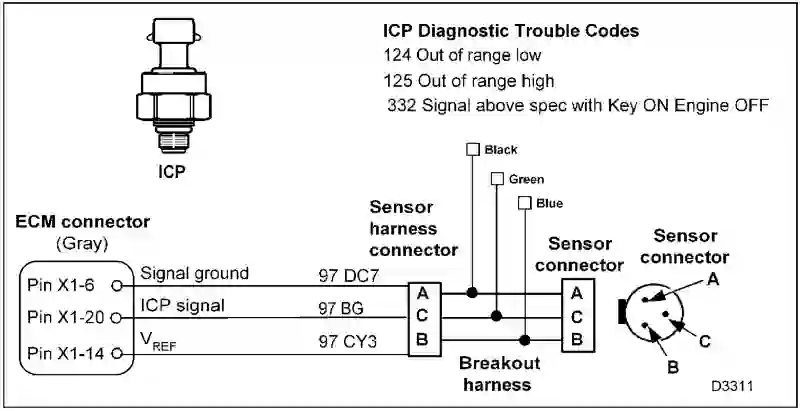 ICP Diagnostic Trouble Codes
124 Out of range low
125 Out of range high
332 Signal above spec with Key ON Engine OFF
ICP
Black
Green
Blue
ECM connector
(Gray)
Sensor
harness
connector
Sensor
connector
Sensor
connector
Pin X1-6
Signal ground
97 DC7
A
A
A
Pin X1-20
ICP signal
97 BG
C
C
C
Pin X1-14
VREF
97 CY3
B
B
B
Breakout
harness
D3311